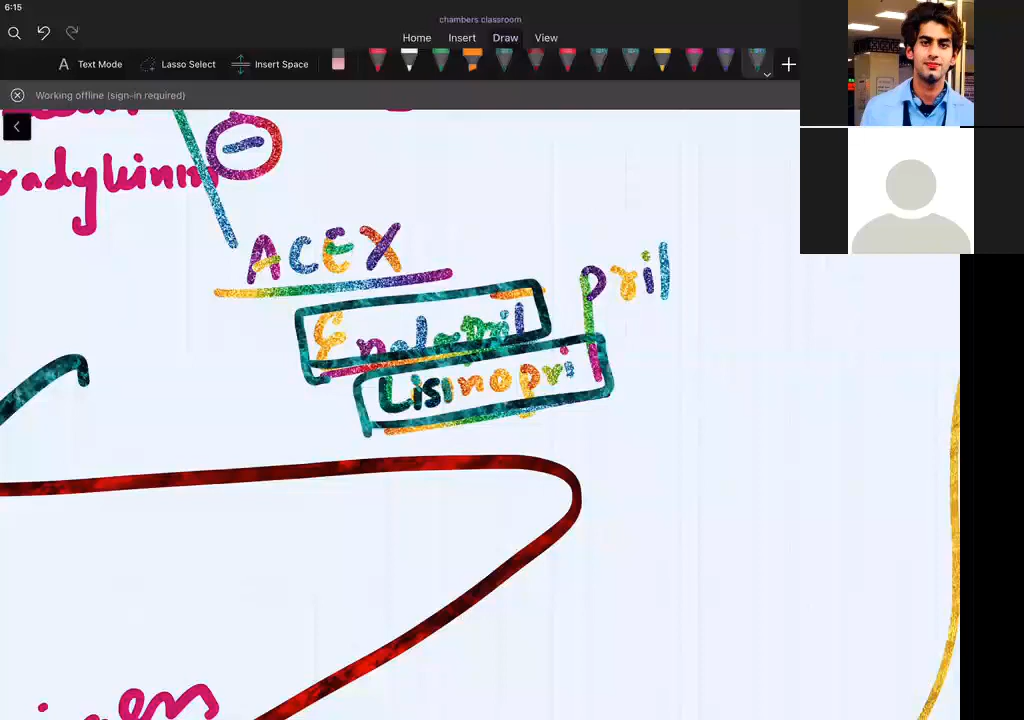 6:15
chambers classroom
Home Insert Draw View
Text Mode Lasso Select Insert Space
Working offline (sign-in required)
radykinin
ACEX
pril
Enalapril
Lisinopril